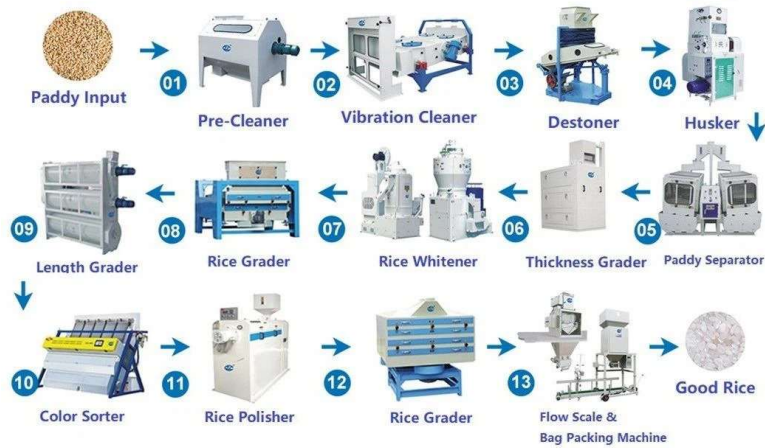 Paddy Input
01
Pre-Cleaner
02
Vibration Cleaner
03
Destoner
04
Husker
05
Paddy Separator
06
Thickness Grader
07
Rice Whitener
08
Rice Grader
09
Length Grader
10
Color Sorter
11
Rice Polisher
12
Rice Grader
13
Flow Scale &
Bag Packing Machine
Good Rice